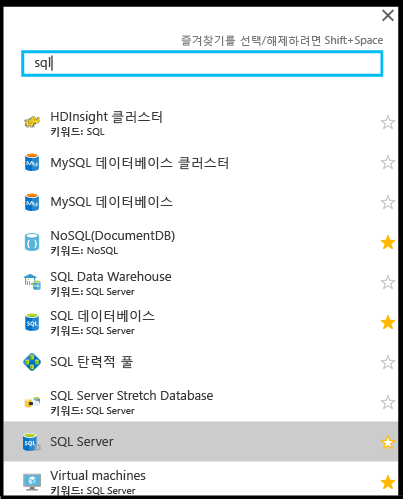 즐겨찾기를 선택/해제하려면 Shift+Space
sql
HDInsight 클러스터
키워드: SQL
MySQL 데이터베이스 클러스터
MySQL 데이터베이스
NoSQL(DocumentDB)
키워드: NoSQL
SQL Data Warehouse
키워드: SQL Server
SQL 데이터베이스
키워드: SQL Server
SQL 탄력적 풀
SQL Server Stretch Database
키워드: SQL Server
SQL Server
Virtual machines
키워드: SQL Server